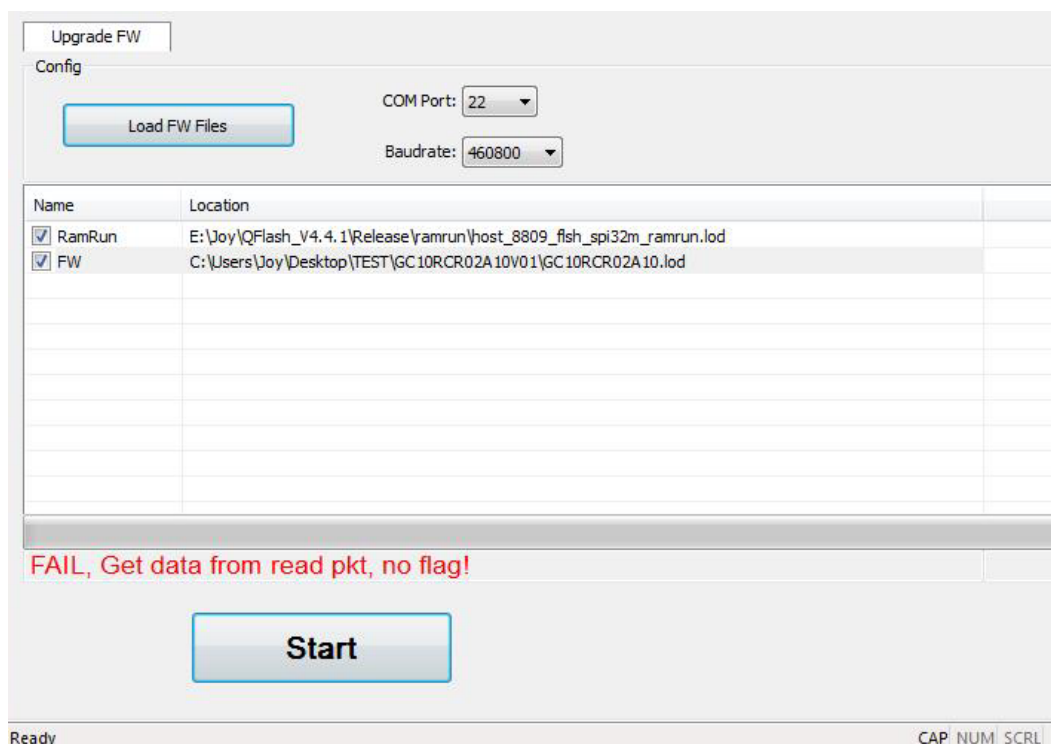 Upgrade FW
Config
Load FW Files
COM Port: 22
Baudrate: 460800
Name Location
RamRun E:\Joy\QFlash_V4.4.1\Release\ramrun\host_8809_flsh_spi32m_ramrun.lod
FW C:\Users\Joy\Desktop\TEST\GC10RCR02A10V01\GC10RCR02A10.lod
FAIL, Get data from read pkt, no flag!
Start
Ready CAP NUM SCRL